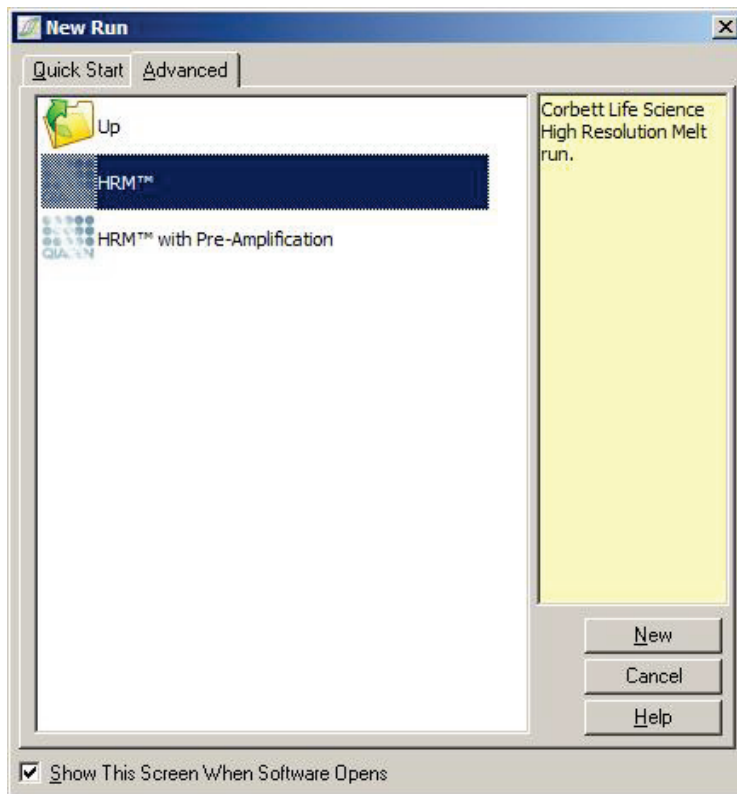 New Run
Quick Start
Advanced
Up
HRM™
QIAGEN
HRM™ with Pre-Amplification
Corbett Life Science
High Resolution Melt
run.
New
Cancel
Help
Show This Screen When Software Opens